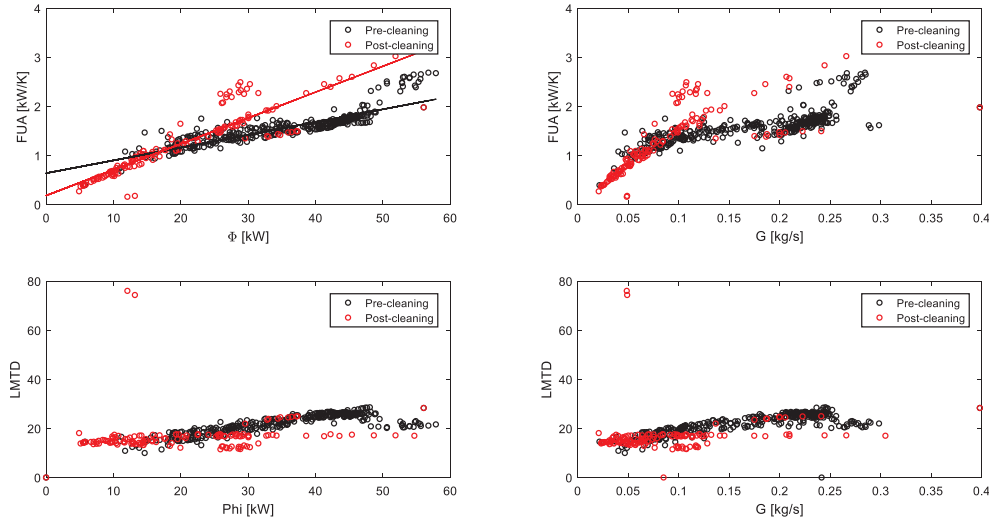 4
3
2
1
0
FUA [kW/K]
0 10 20 30 40 50 60
Φ [kW]
Pre-cleaning
Post-cleaning
4
3
2
1
0
FUA [kW/K]
0 0.05 0.1 0.15 0.2 0.25 0.3 0.35 0.4
G [kg/s]
Pre-cleaning
Post-cleaning
80
60
40
20
0
LMTD
0 10 20 30 40 50 60
Phi [kW]
Pre-cleaning
Post-cleaning
80
60
40
20
0
LMTD
0 0.05 0.1 0.15 0.2 0.25 0.3 0.35 0.4
G [kg/s]
Pre-cleaning
Post-cleaning